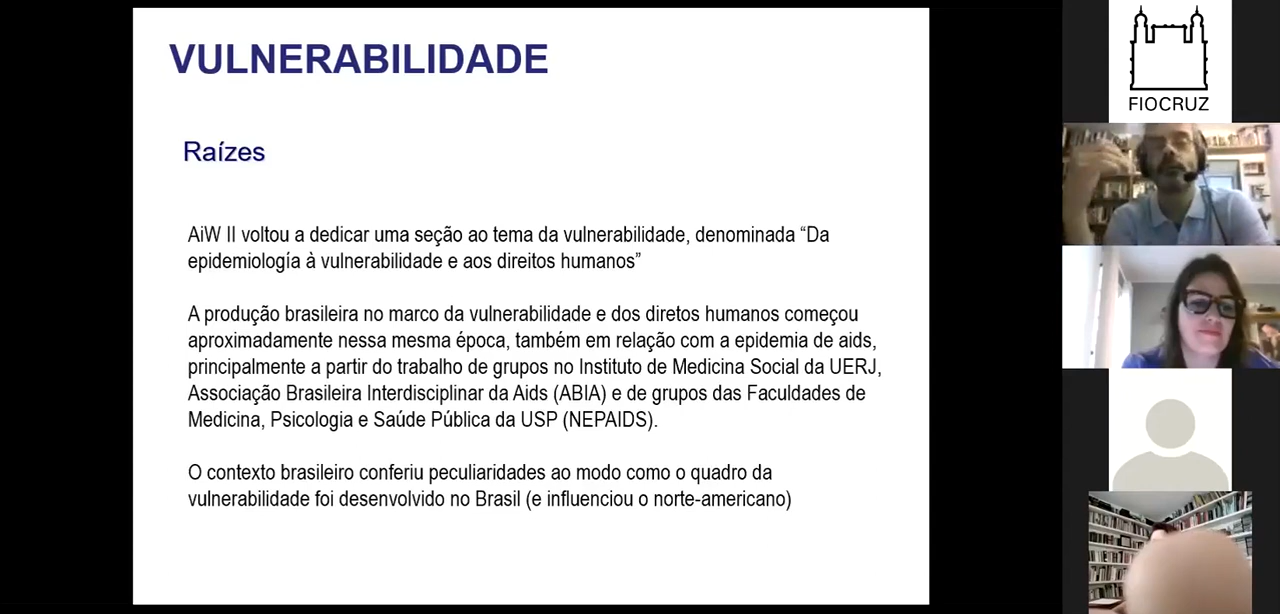 VULNERABILIDADE
Raízes
AiW II voltou a dedicar uma seção ao tema da vulnerabilidade, denominada “Da
epidemiología à vulnerabilidade e aos direitos humanos”
A produção brasileira no marco da vulnerabilidade e dos diretos humanos começou
aproximadamente nessa mesma época, também em relação com a epidemia de aids,
principalmente a partir do trabalho de grupos no Instituto de Medicina Social da UERJ,
Associação Brasileira Interdisciplinar da Aids (ABIA) e de grupos das Faculdades de
Medicina, Psicologia e Saúde Pública da USP (NEPAIDS).
O contexto brasileiro conferiu peculiaridades ao modo como o quadro da
vulnerabilidade foi desenvolvido no Brasil (e influenciou o norte-americano)
FIOCRUZ